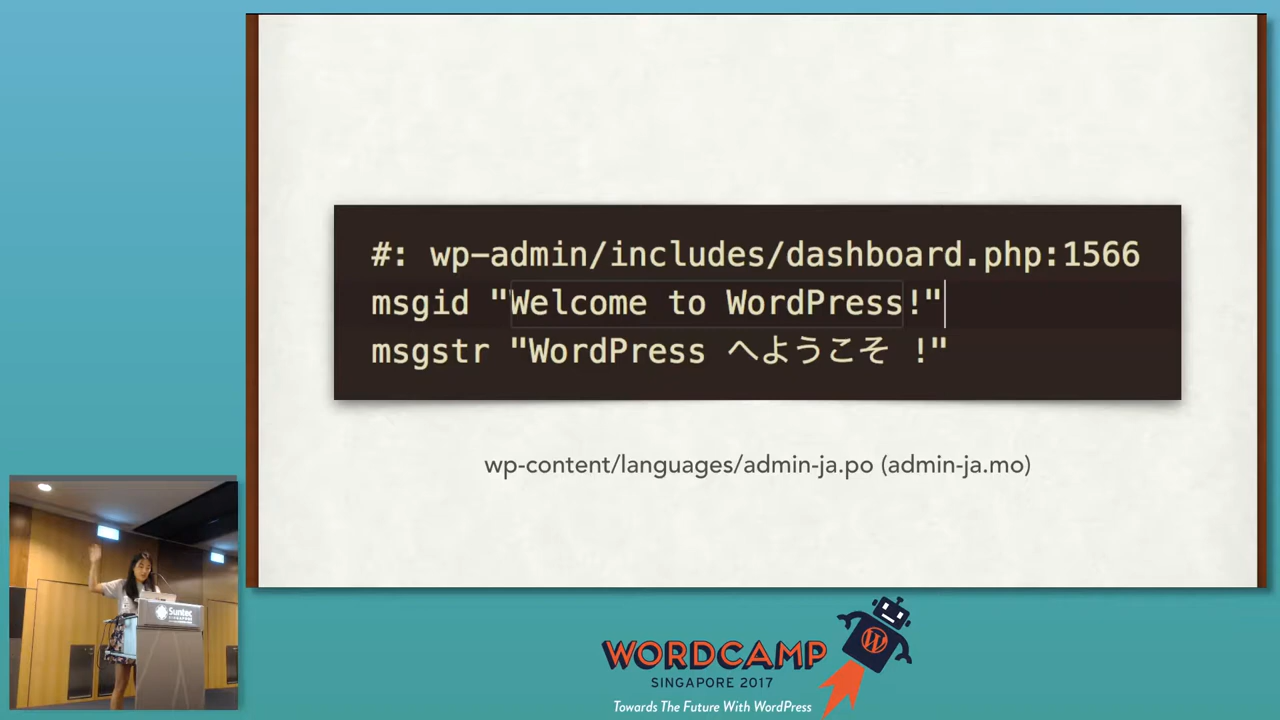 #: wp-admin/includes/dashboard.php:1566
msgid "Welcome to WordPress!"
msgstr "WordPress へようこそ !"
wp-content/languages/admin-ja.po (admin-ja.mo)
Suntec
WORDCAMP
SINGAPORE 2017
Towards The Future With WordPress